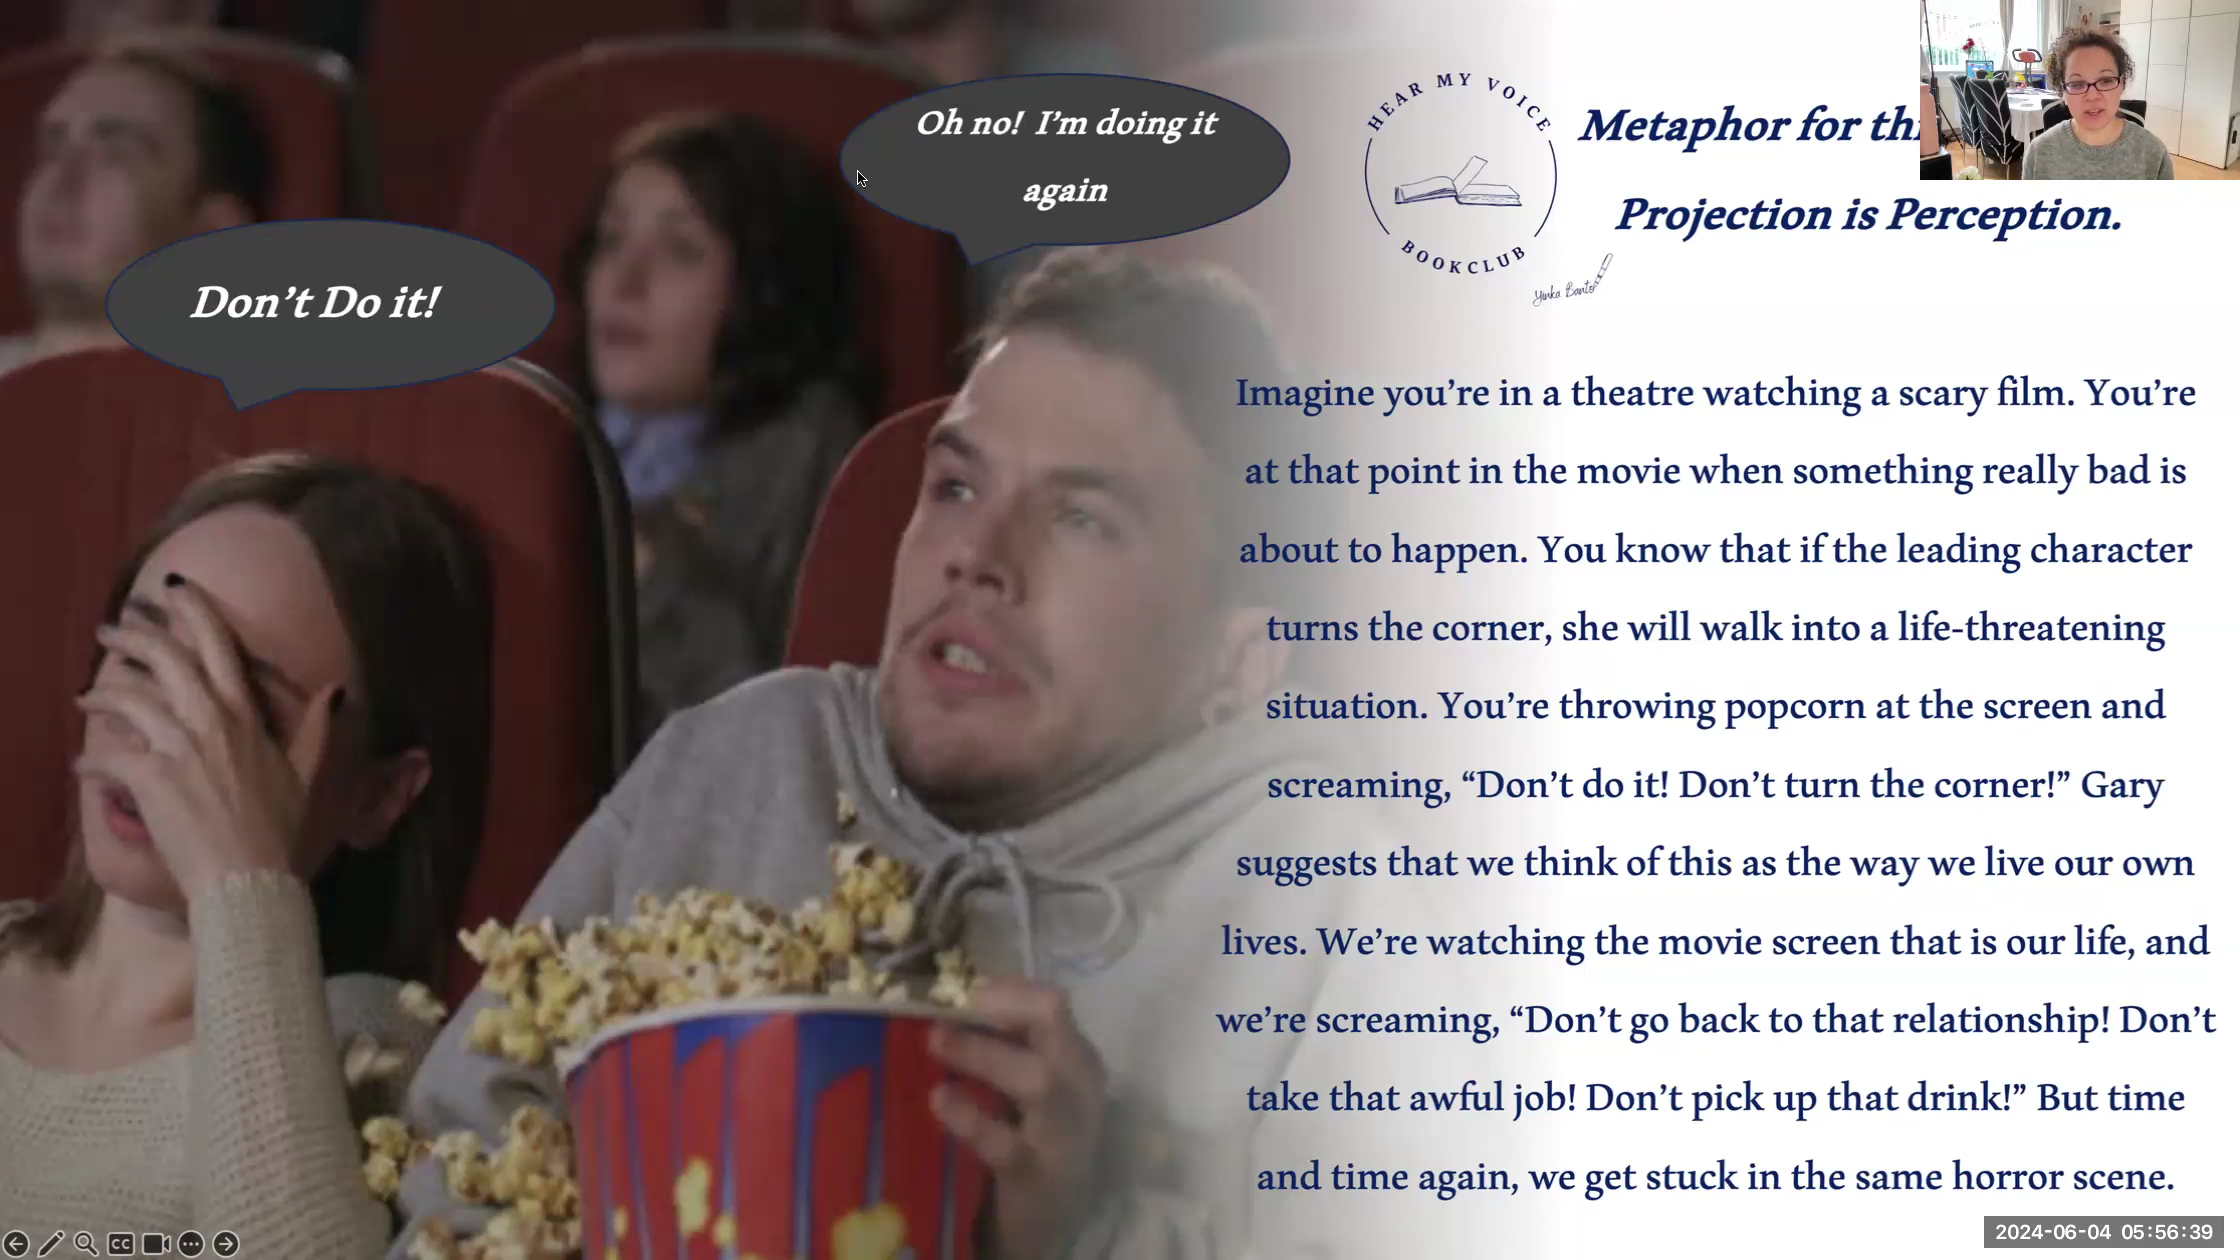 Oh no! I’m doing it
again
Don’t Do it!
HEAR MY VOICE
BOOKCLUB
Yinka Banto
Metaphor for
Projection is Perception.
Imagine you’re in a theatre watching a scary film. You’re
at that point in the movie when something really bad is
about to happen. You know that if the leading character
turns the corner, she will walk into a life-threatening
situation. You’re throwing popcorn at the screen and
screaming, “Don’t do it! Don’t turn the corner!” Gary
suggests that we think of this as the way we live our own
lives. We’re watching the movie screen that is our life, and
we’re screaming, “Don’t go back to that relationship! Don’t
take that awful job! Don’t pick up that drink!” But time
and time again, we get stuck in the same horror scene.
CC
2024-06-04 05:56:39